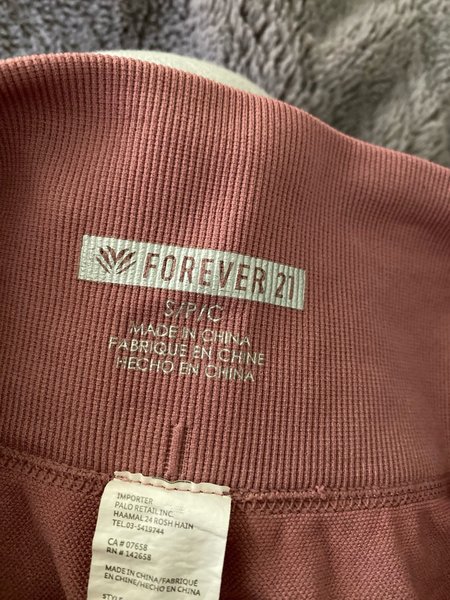 FOREVER 21
S/P/C
MADE IN CHINA
FABRIQUE EN CHINE
HECHO EN CHINA
IMPORTER
PALO RETAIL INC.
HAAMAL 24 ROSH HAIN
TEL.03-5419744
CA # 07658
RN # 142658
MADE IN CHINA/FABRIQUÉ
EN CHINE/HECHO EN CHINA